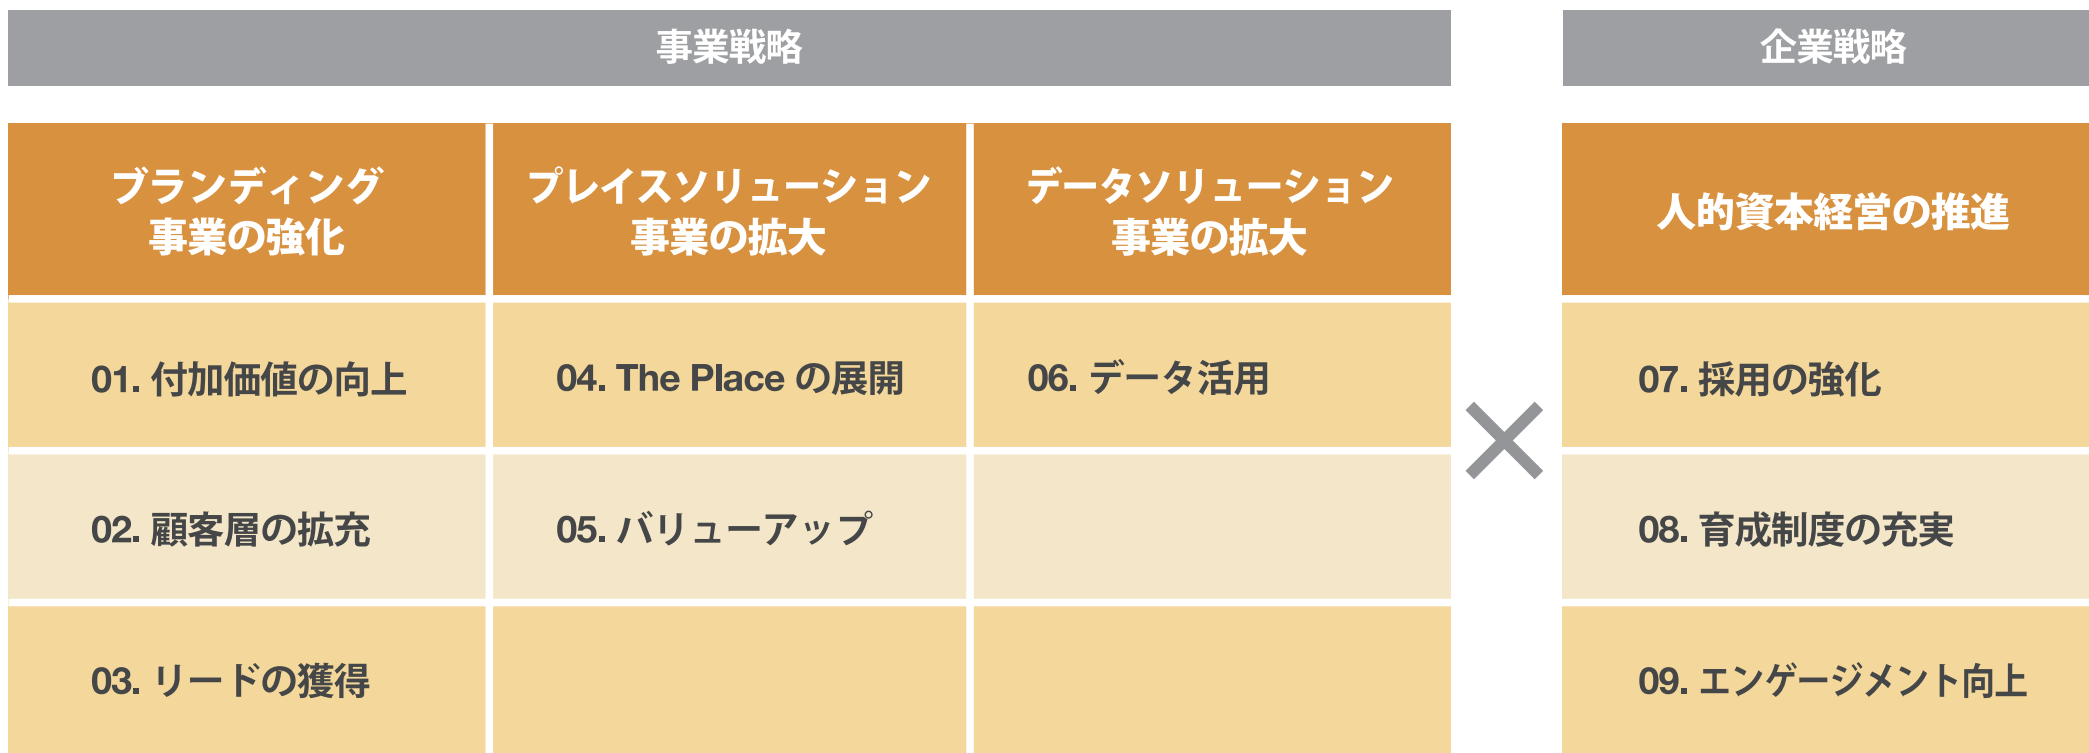 事業戦略
企業戦略
ブランディング
事業の強化
プレイスソリューション
事業の拡大
データソリューション
事業の拡大
人的資本経営の推進
01. 付加価値の向上
04. The Place の展開
06. データ活用
07. 採用の強化
02. 顧客層の拡充
05. バリューアップ
08. 育成制度の充実
03. リードの獲得
09. エンゲージメント向上